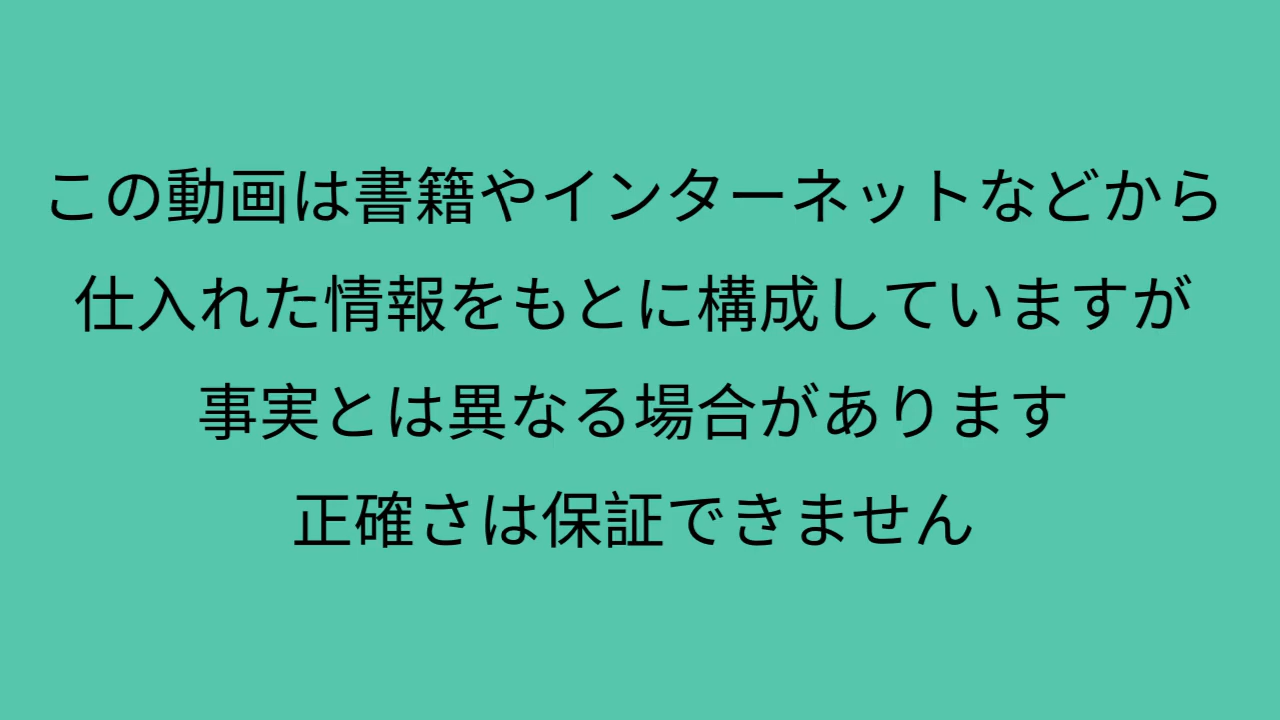 この動画は書籍やインターネットなどから
仕入れた情報をもとに構成していますが
事実とは異なる場合があります
正確さは保証できません